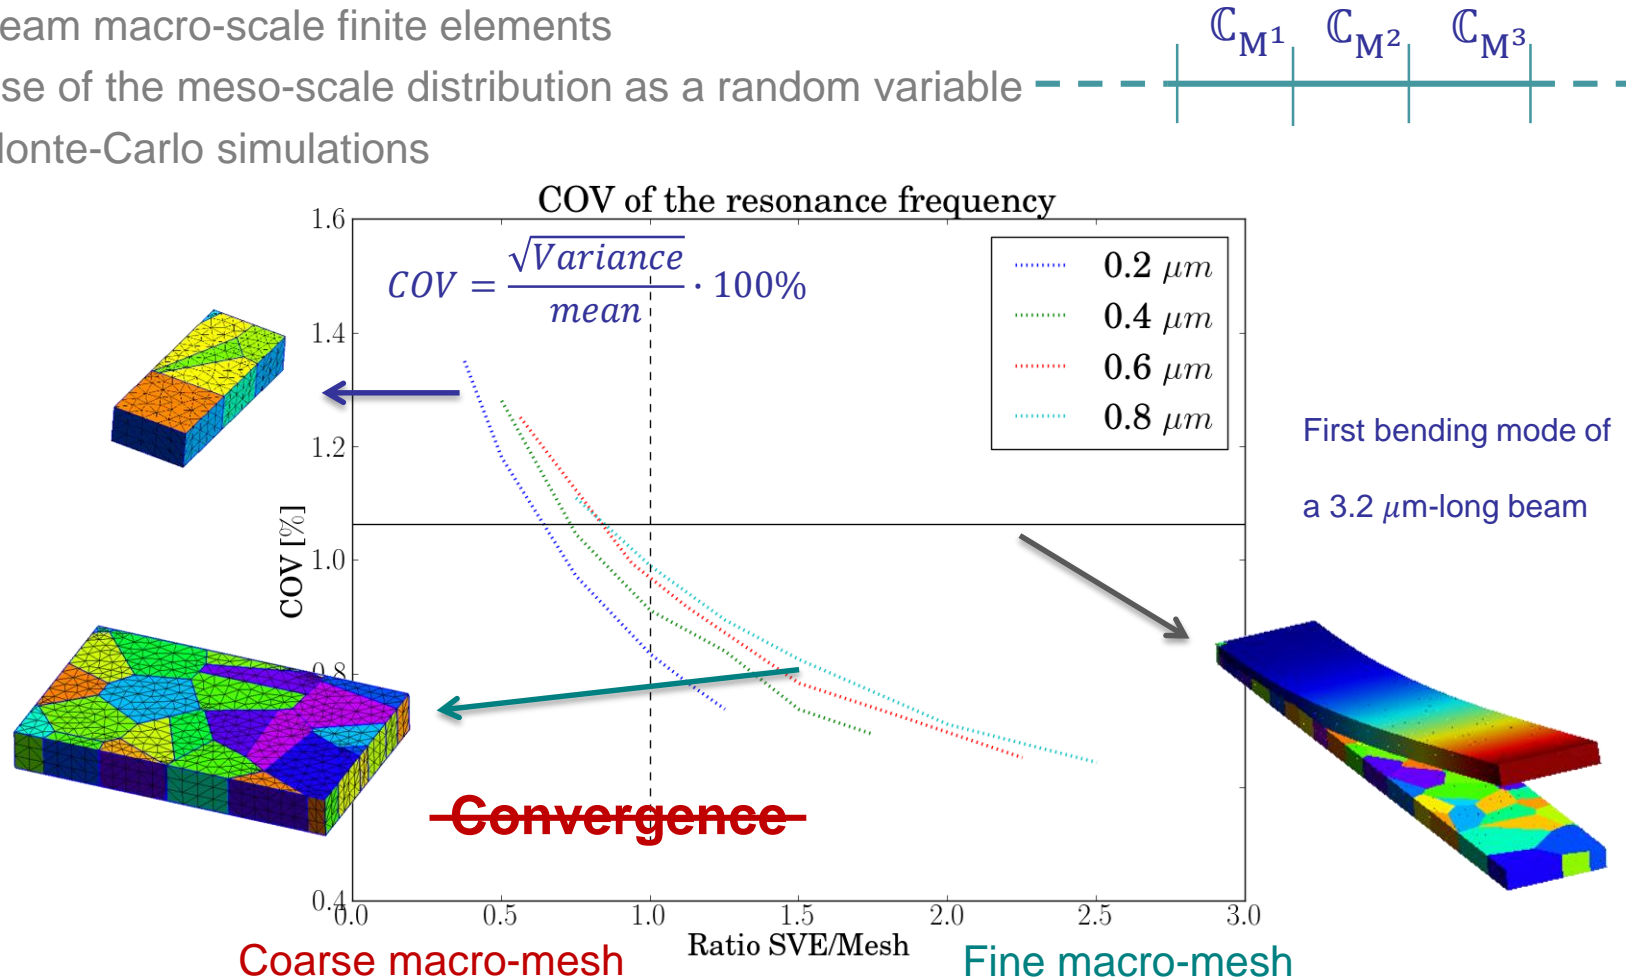 eam macro-scale finite elements
ℂ_M¹ ℂ_M² ℂ_M³
se of the meso-scale distribution as a random variable
onte-Carlo simulations
COV of the resonance frequency
COV = √Variance / mean · 100%
0.2 μm
0.4 μm
0.6 μm
0.8 μm
First bending mode of
a 3.2 μm-long beam
COV [%]
1.6
1.4
1.2
1.0
0.8
0.4
Convergence
0.0 0.5 1.0 1.5 2.0 2.5 3.0
Ratio SVE/Mesh
Coarse macro-mesh
Fine macro-mesh